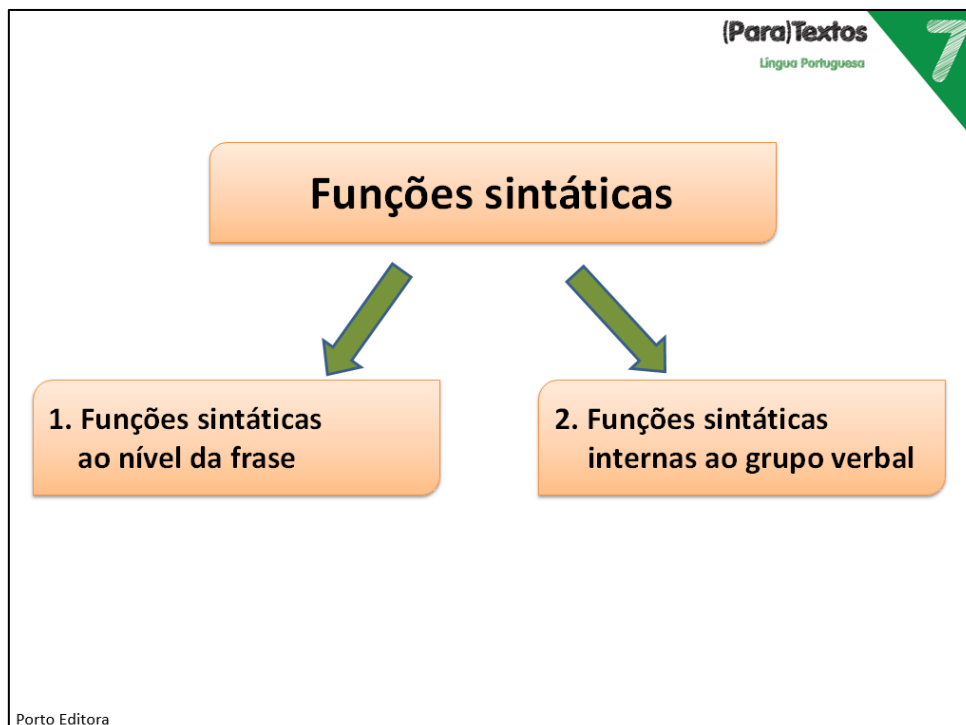 (Para)Textos
Língua Portuguesa
7
Funções sintáticas
1. Funções sintáticas
ao nível da frase
2. Funções sintáticas
internas ao grupo verbal
Porto Editora